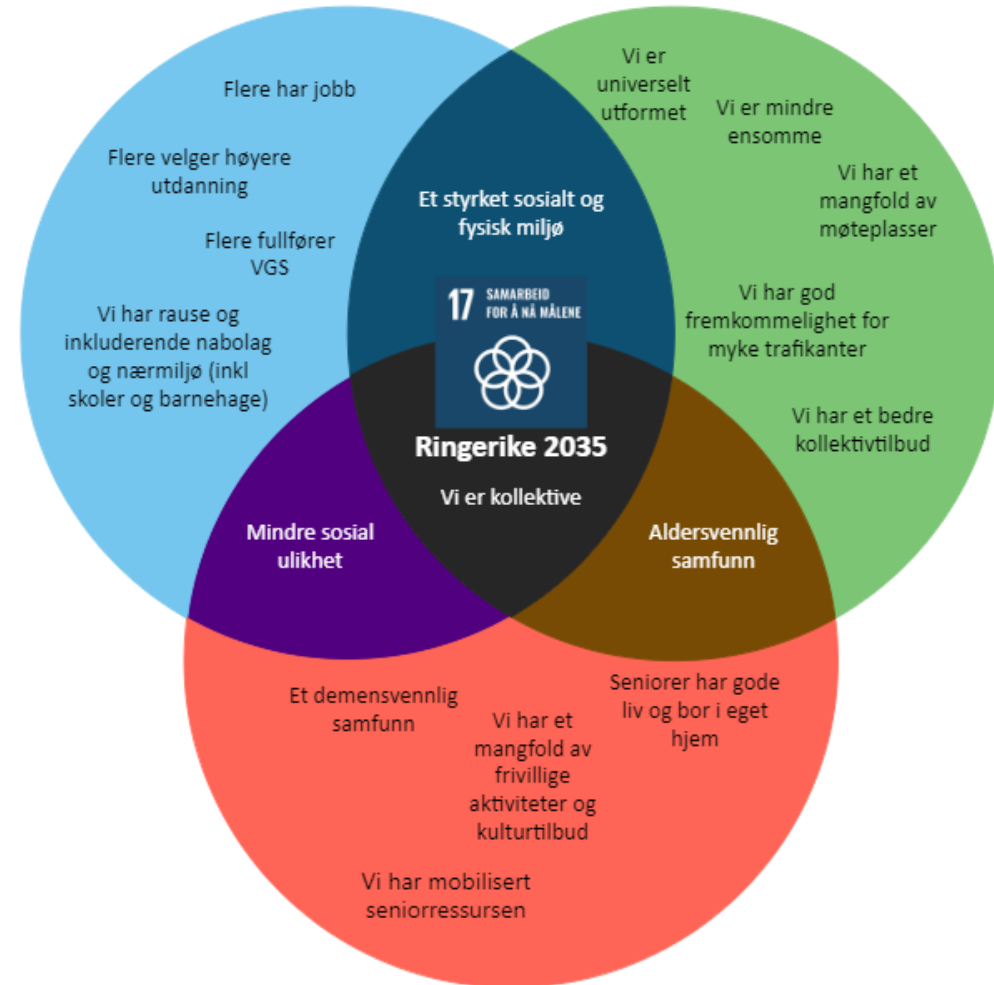 Flere har jobb
Flere velger høyere
utdanning
Flere fullfører
VGS
Vi har rause og
inkluderende nabolag
og nærmiljø (inkl
skoler og barnehage)
Et styrket sosialt og
fysisk miljø
Vi er
universelt
utformet
Vi er mindre
ensomme
Vi har et
mangfold av
møteplasser
Vi har god
fremkommelighet for
myke trafikanter
Vi har et bedre
kollektivtilbud
17 SAMARBEID
FOR Å NÅ MÅLENE
Ringerike 2035
Vi er kollektive
Mindre sosial
ulikhet
Aldersvennlig
samfunn
Et demensvennlig
samfunn
Vi har et
mangfold av
frivillige
aktiviteter og
kulturtilbud
Seniorer har gode
liv og bor i eget
hjem
Vi har mobilisert
seniorressursen